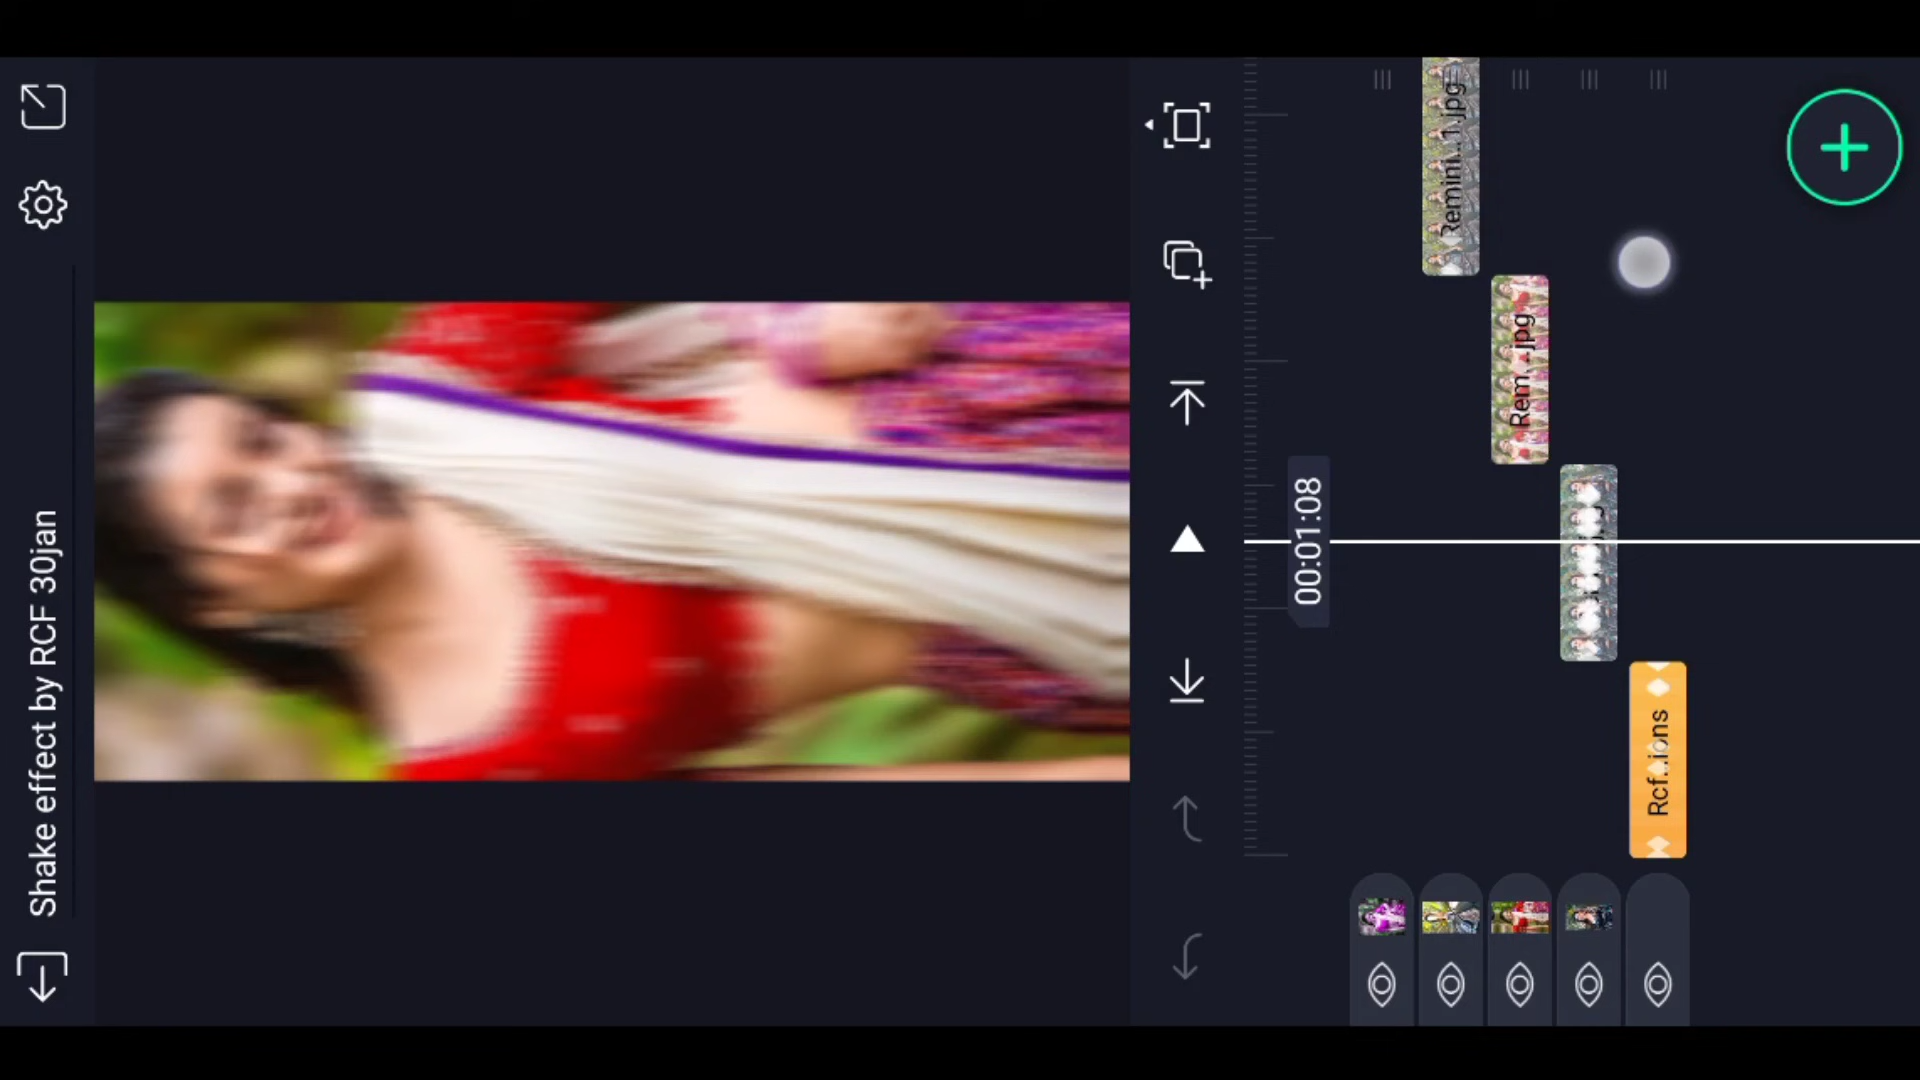 Shake effect by RCF 30jan
00:01:08
Remini...1.jpg
Rem...jpg
Rcf...ions